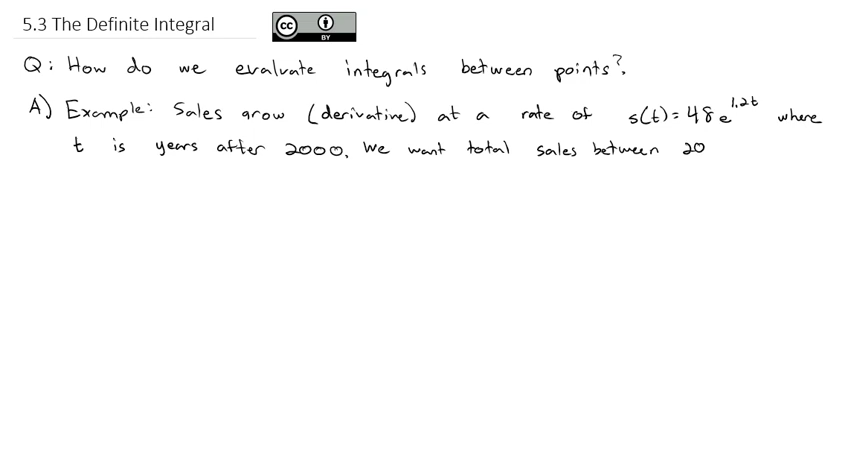 5.3 The Definite Integral
cc BY
Q: How do we evaluate integrals between points?
A) Example: Sales grow (derivative) at a rate of s(t) = 48e^{1.2t} where
t is years after 2000. We want total sales between 20